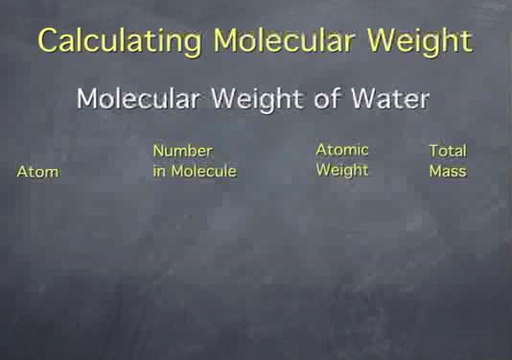 Calculating Molecular Weight
Molecular Weight of Water
Atom
Number
in Molecule
Atomic
Weight
Total
Mass